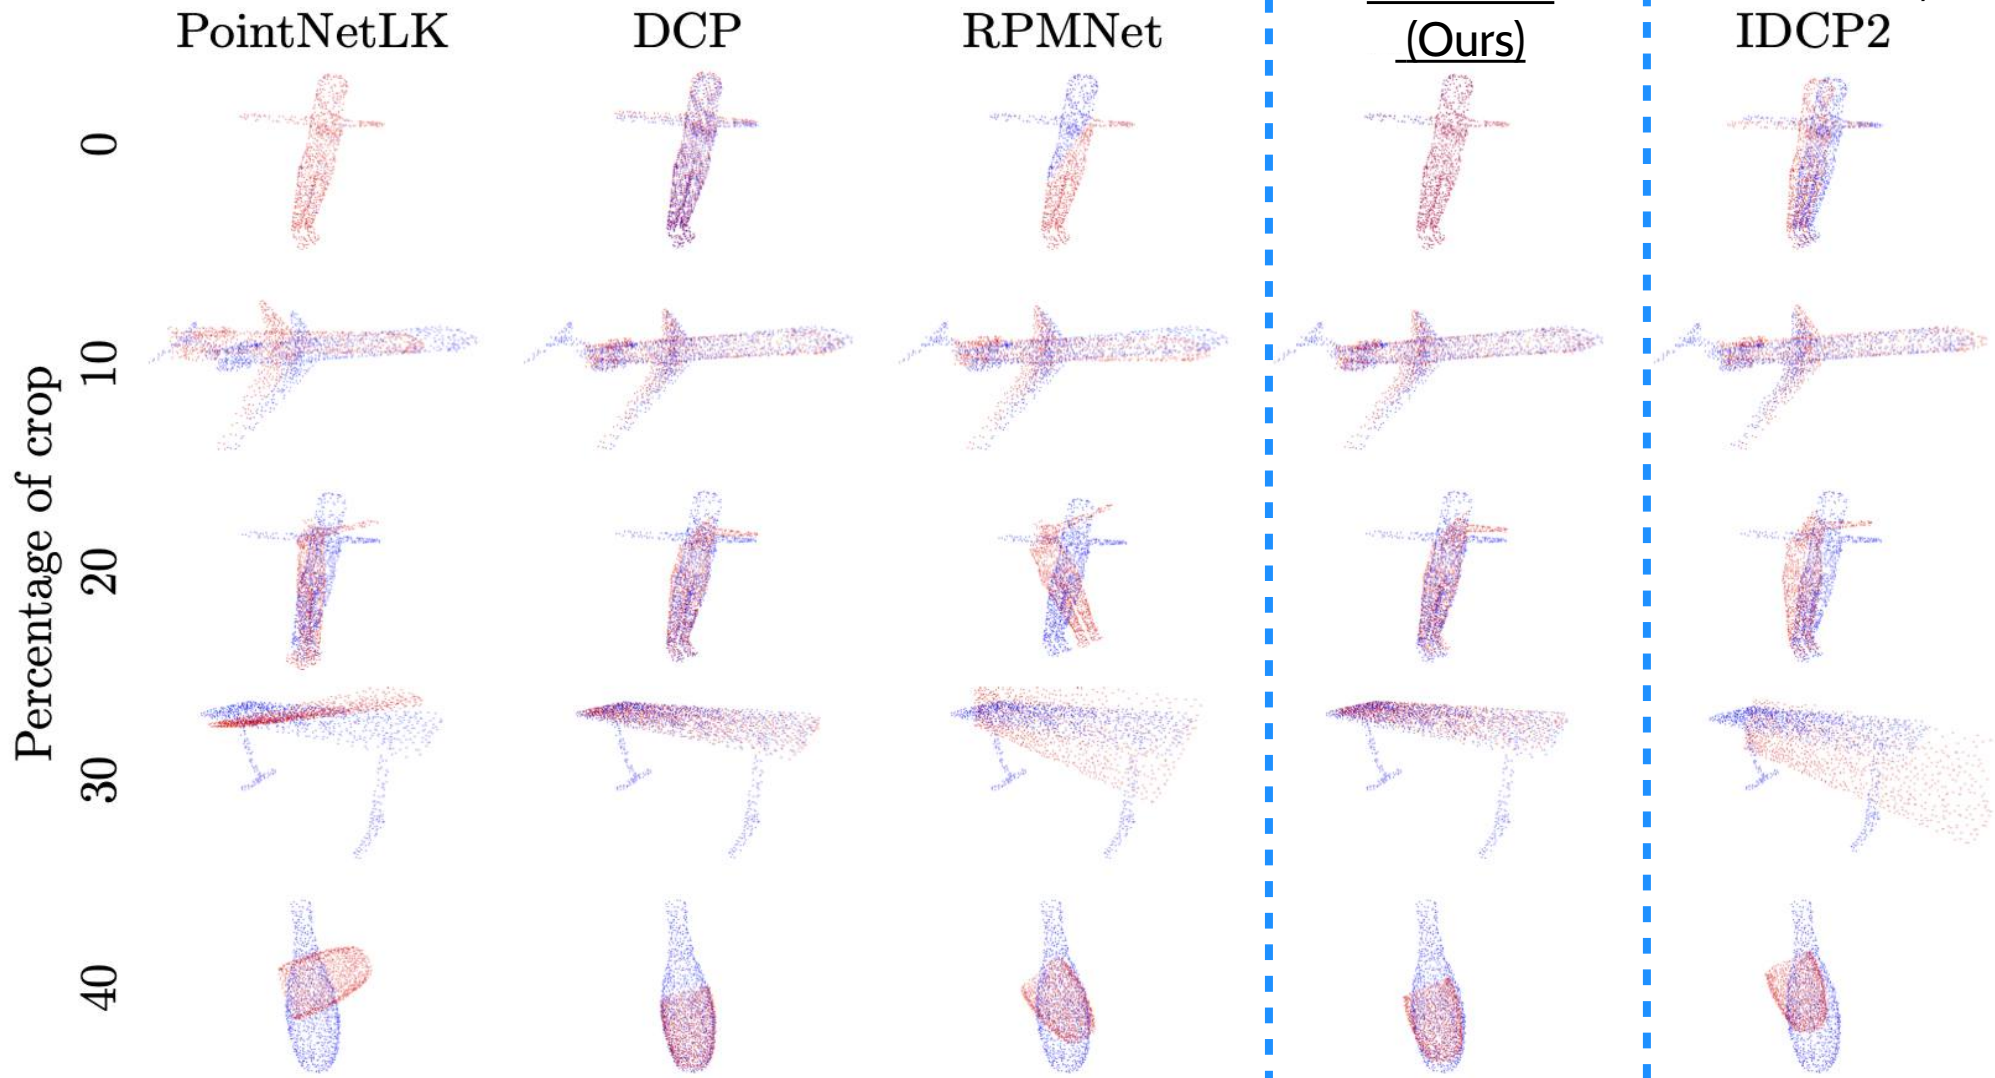 PointNetLK DCP RPMNet (Ours) IDCP2
Percentage of crop
0
10
20
30
40